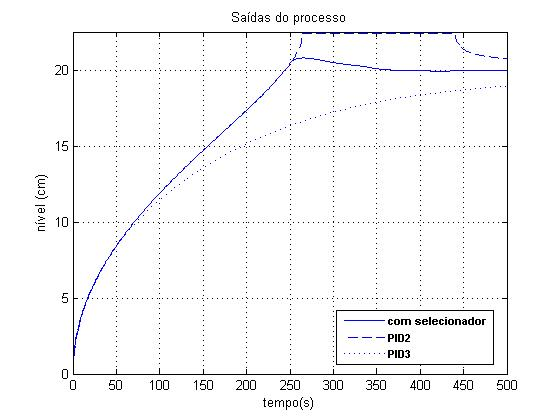 Saídas do processo
nível (cm)
20
15
10
5
0
0 50 100 150 200 250 300 350 400 450 500
tempo(s)
com selecionador
PID2
PID3